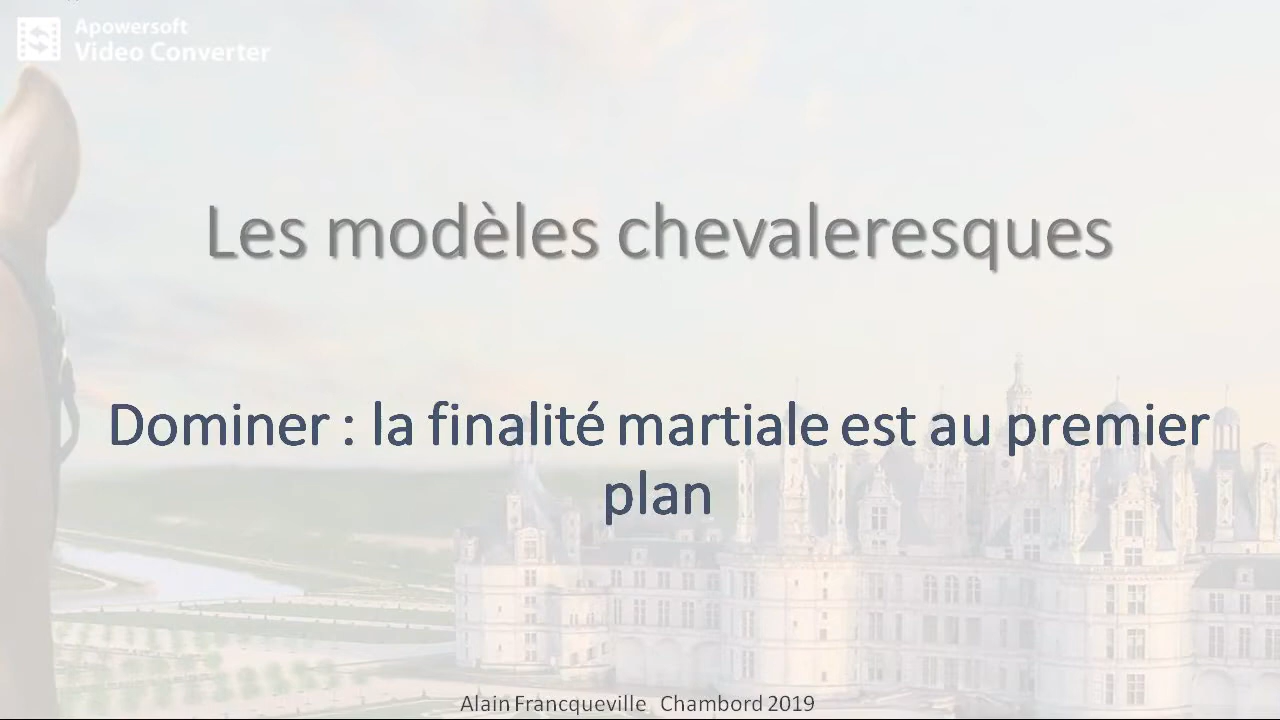 Apowersoft
Video Converter
Les modèles chevaleresques
Dominer : la finalité martiale est au premier
plan
Alain Francqueville Chambord 2019